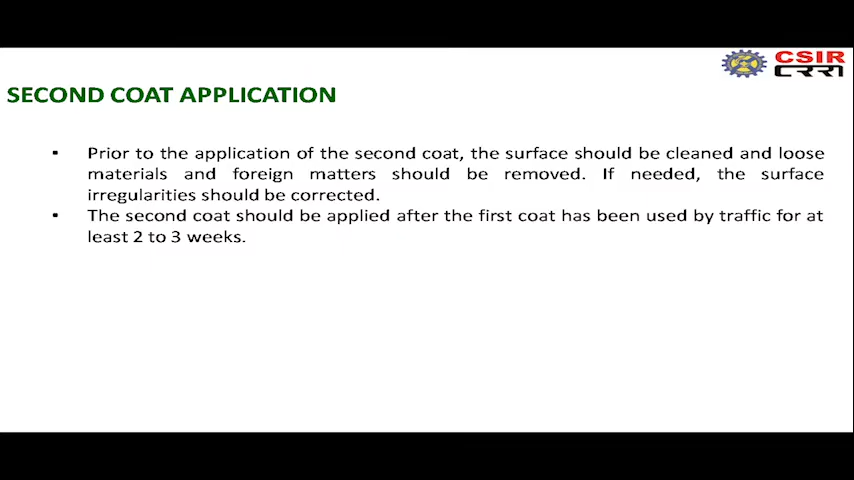 CSIR
CRRI
SECOND COAT APPLICATION
▪ Prior to the application of the second coat, the surface should be cleaned and loose
materials and foreign matters should be removed. If needed, the surface
irregularities should be corrected.
▪ The second coat should be applied after the first coat has been used by traffic for at
least 2 to 3 weeks.